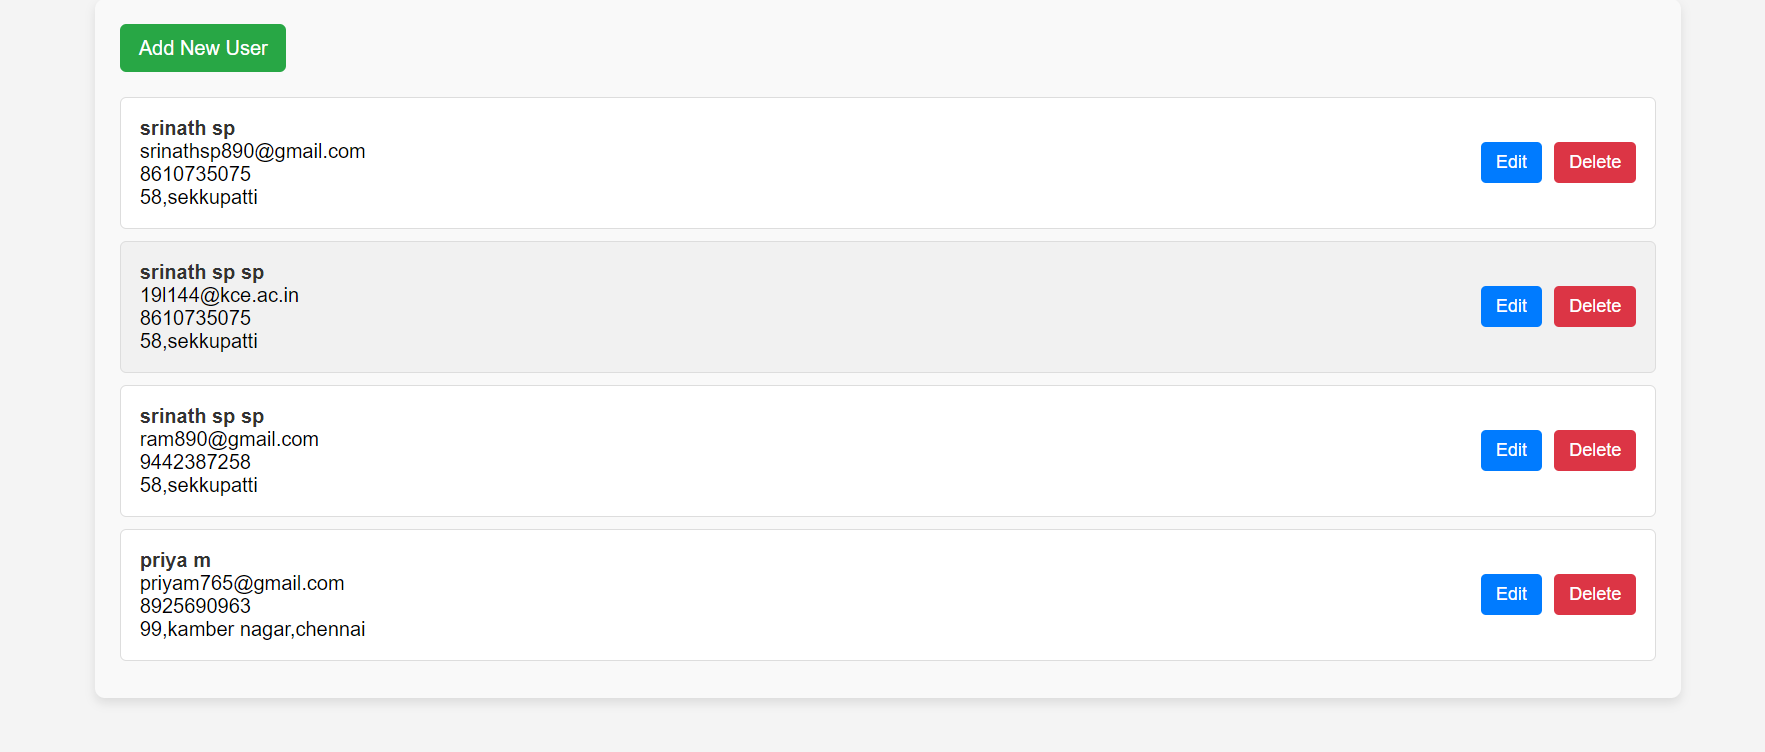 Add New User
srinath sp
srinathsp890@gmail.com
8610735075
58,sekkupatti
Edit
Delete
srinath sp sp
19l144@kce.ac.in
8610735075
58,sekkupatti
Edit
Delete
srinath sp sp
ram890@gmail.com
9442387258
58,sekkupatti
Edit
Delete
priya m
priyam765@gmail.com
8925690963
99,kamber nagar,chennai
Edit
Delete